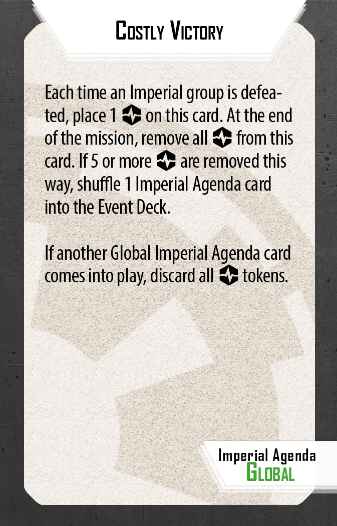 Costly Victory
Each time an Imperial group is defea-
ted, place 1 on this card. At the end
of the mission, remove all from this
card. If 5 or more are removed this
way, shuffle 1 Imperial Agenda card
into the Event Deck.
If another Global Imperial Agenda card
comes into play, discard all tokens.
Imperial Agenda
Global